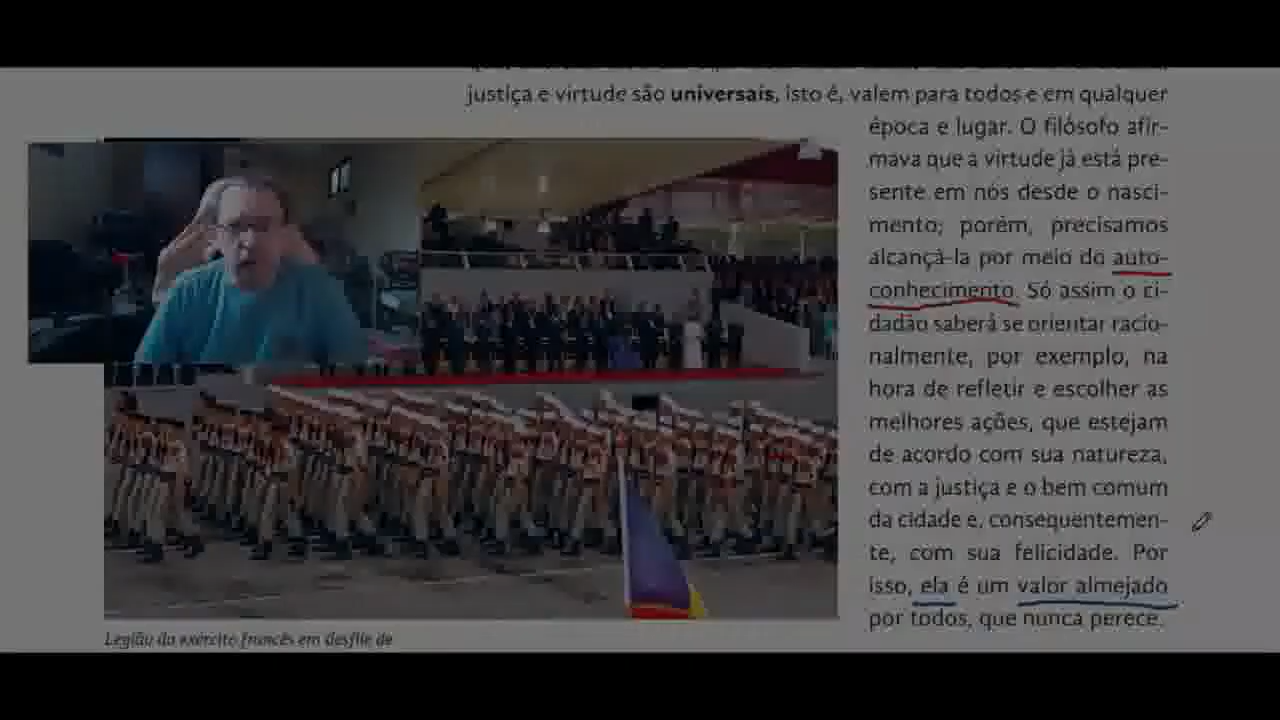 justiça e virtude são universais, isto é, valem para todos e em qualquer
época e lugar. O filósofo afir-
mava que a virtude já está pre-
sente em nós desde o nasci-
mento; porém, precisamos
alcançá-la por meio do auto-
conhecimento. Só assim o ci-
dadão saberá se orientar racio-
nalmente, por exemplo, na
hora de refletir e escolher as
melhores ações, que estejam
de acordo com sua natureza,
com a justiça e o bem comum
da cidade e, consequentemen-
te, com sua felicidade. Por
isso, ela é um valor almejado
por todos, que nunca perece.
Legião do exército francês em desfile de